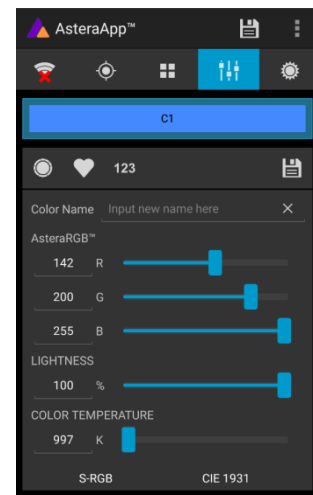 AsteraApp™
C1
123
Color Name Input new name here
AsteraRGB™
142 R
200 G
255 B
LIGHTNESS
100 %
COLOR TEMPERATURE
997 K
S-RGB CIE 1931